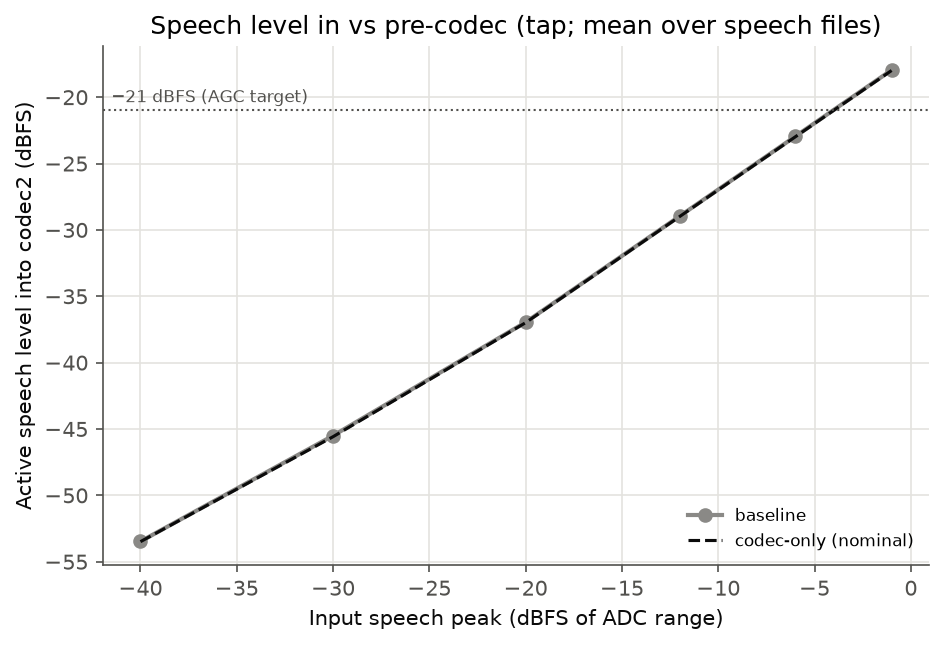 Speech level in vs pre-codec (tap; mean over speech files)
Active speech level into codec2 (dBFS)
−21 dBFS (AGC target)
−20
−25
−30
−35
−40
−45
−50
−55
baseline
codec-only (nominal)
−40 −35 −30 −25 −20 −15 −10 −5 0
Input speech peak (dBFS of ADC range)